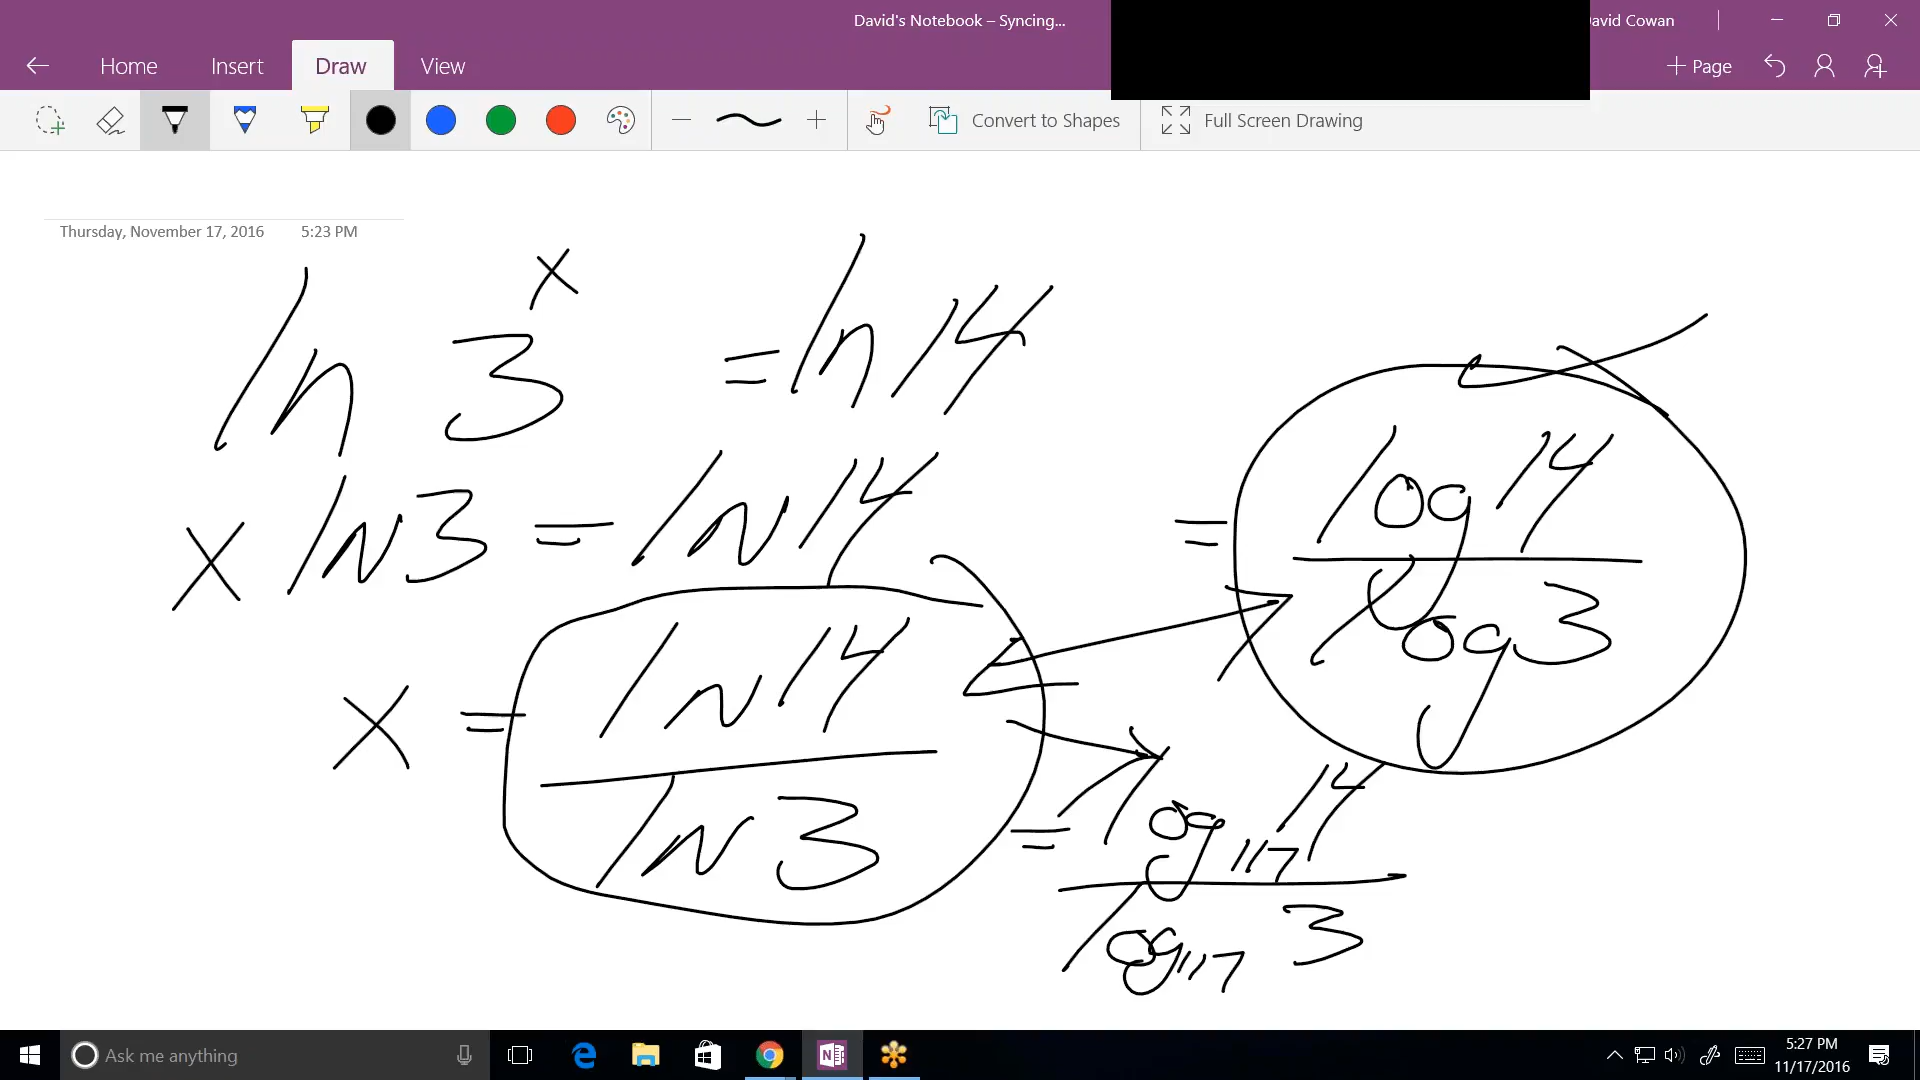 David's Notebook – Syncing...
avid Cowan
Home Insert Draw View
Page
Convert to Shapes
Full Screen Drawing
Thursday, November 17, 2016 5:23 PM
ln 3^x = ln 14
x ln 3 = ln 14
x = ln 14 / ln 3
= log 14 / log 3
= log_117 14 / log_117 3
Ask me anything
5:27 PM
11/17/2016